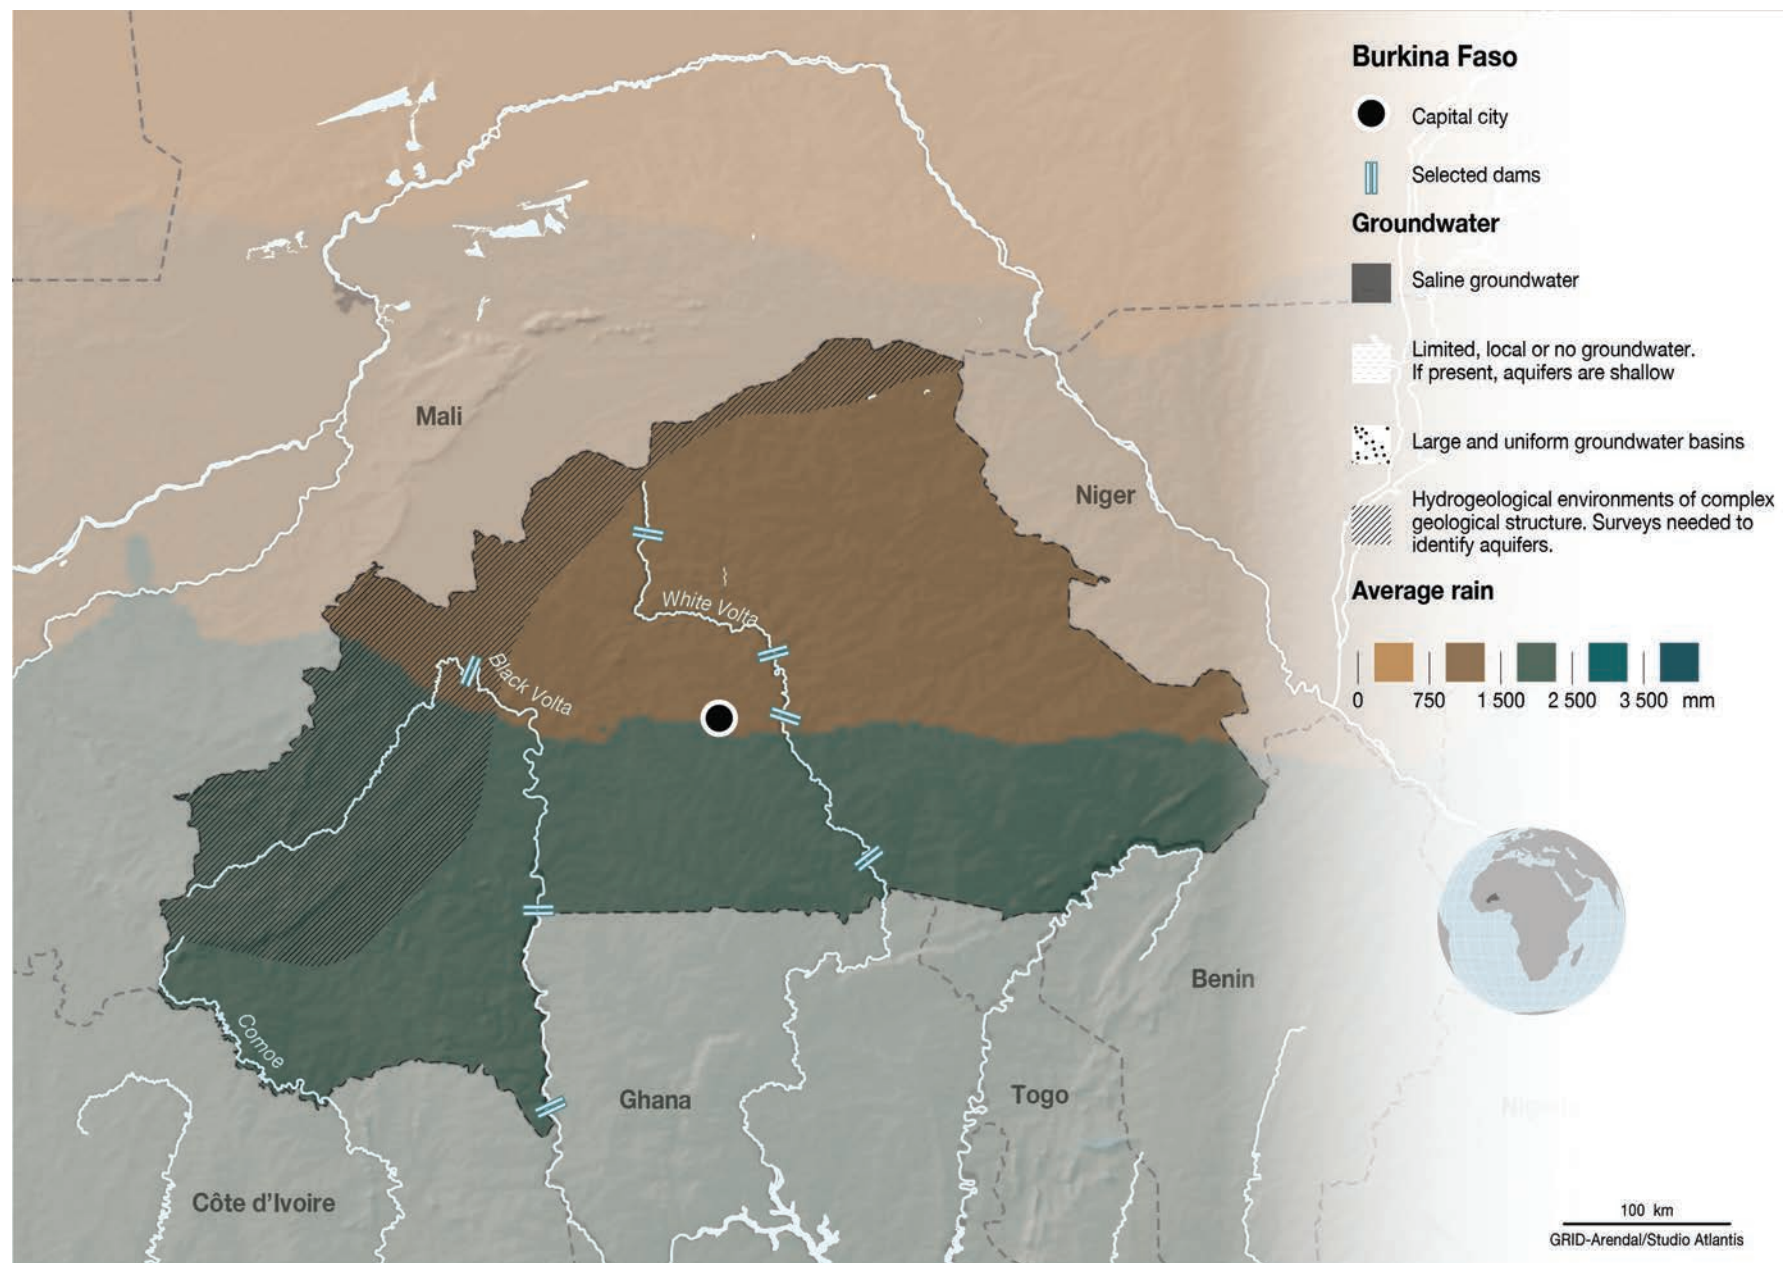 Burkina Faso
Capital city
Selected dams
Groundwater
Saline groundwater
Limited, local or no groundwater.
If present, aquifers are shallow
Large and uniform groundwater basins
Hydrogeological environments of complex
geological structure. Surveys needed to
identify aquifers.
Average rain
0 750 1 500 2 500 3 500 mm
Mali
Niger
White Volta
Black Volta
Comoe
Benin
Ghana
Togo
Nigeria
Côte d'Ivoire
100 km
GRID-Arendal/Studio Atlantis